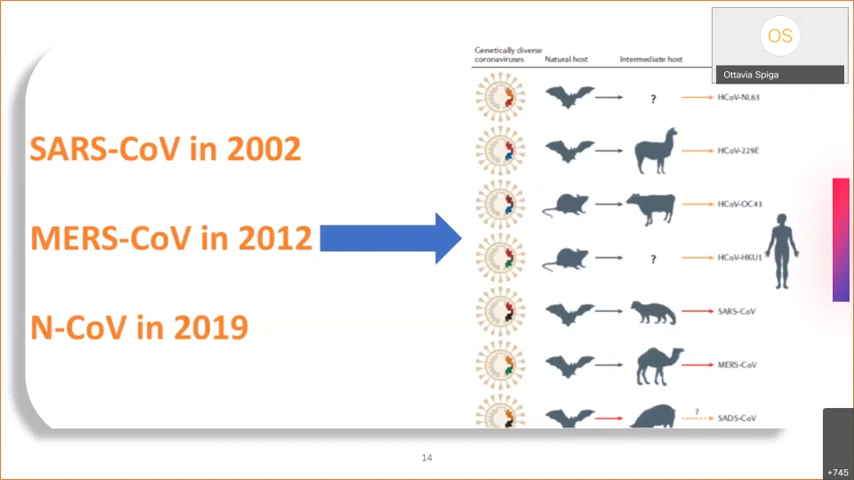 SARS-CoV in 2002
MERS-CoV in 2012
N-CoV in 2019
Genetically diverse
coronaviruses
Natural host
Intermediate host
?
HCoV-NL63
HCoV-229E
HCoV-OC43
?
HCoV-HKU1
SARS-CoV
MERS-CoV
?
SADS-CoV
14
OS
Ottavia Spiga
+745